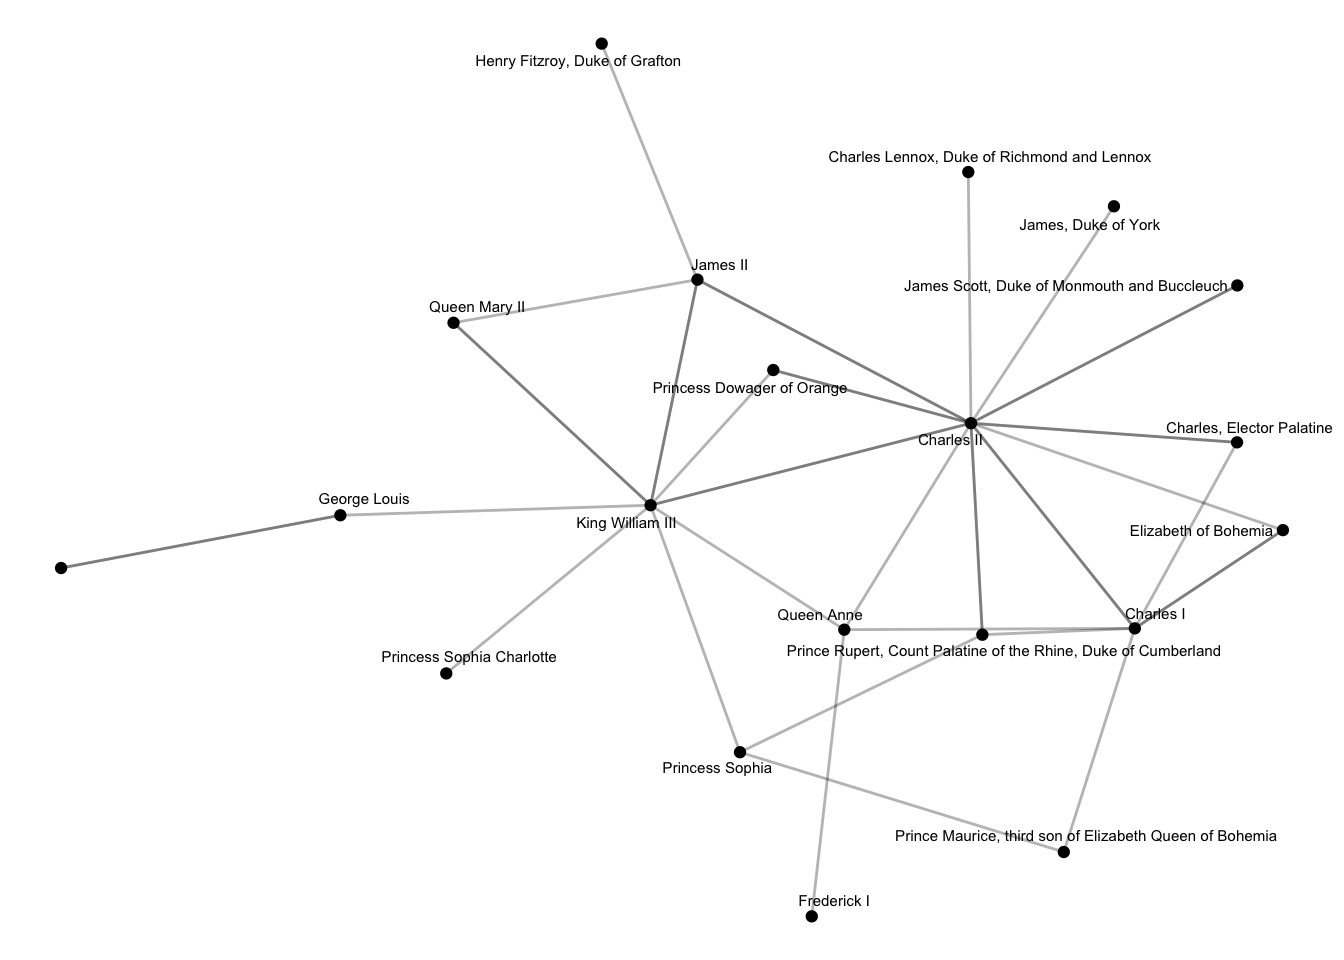 Henry Fitzroy, Duke of Grafton
Charles Lennox, Duke of Richmond and Lennox
James, Duke of York
James II
James Scott, Duke of Monmouth and Buccleuch
Queen Mary II
Princess Dowager of Orange
Charles, Elector Palatine
Charles II
George Louis
King William III
Elizabeth of Bohemia
Queen Anne
Charles I
Prince Rupert, Count Palatine of the Rhine, Duke of Cumberland
Princess Sophia Charlotte
Princess Sophia
Prince Maurice, third son of Elizabeth Queen of Bohemia
Frederick I